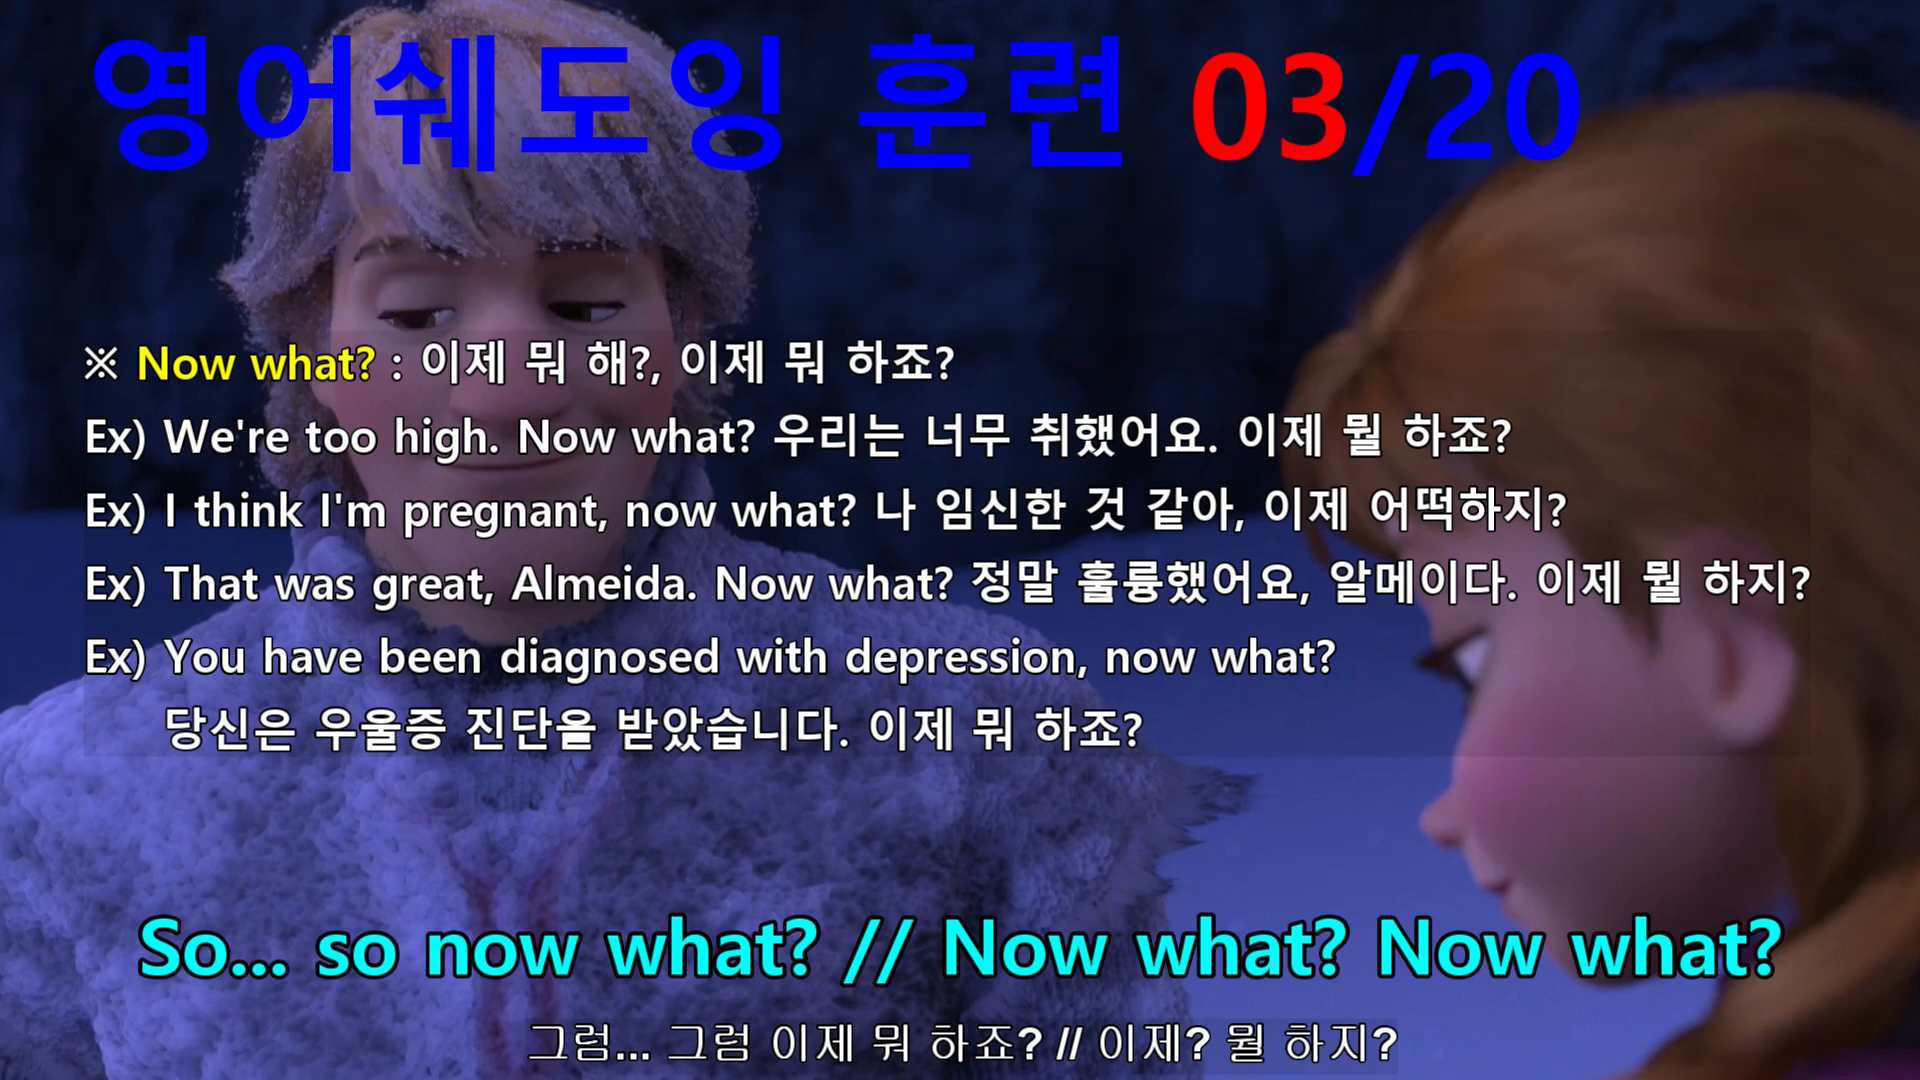 영어쉐도잉 훈련 03/20
※ Now what? : 이제 뭐 해?, 이제 뭐 하죠?
Ex) We're too high. Now what? 우리는 너무 취했어요. 이제 뭘 하죠?
Ex) I think I'm pregnant, now what? 나 임신한 것 같아, 이제 어떡하지?
Ex) That was great, Almeida. Now what? 정말 훌륭했어요, 알메이다. 이제 뭘 하지?
Ex) You have been diagnosed with depression, now what?
당신은 우울증 진단을 받았습니다. 이제 뭐 하죠?
So... so now what? // Now what? Now what?
그럼... 그럼 이제 뭐 하죠? // 이제? 뭘 하지?